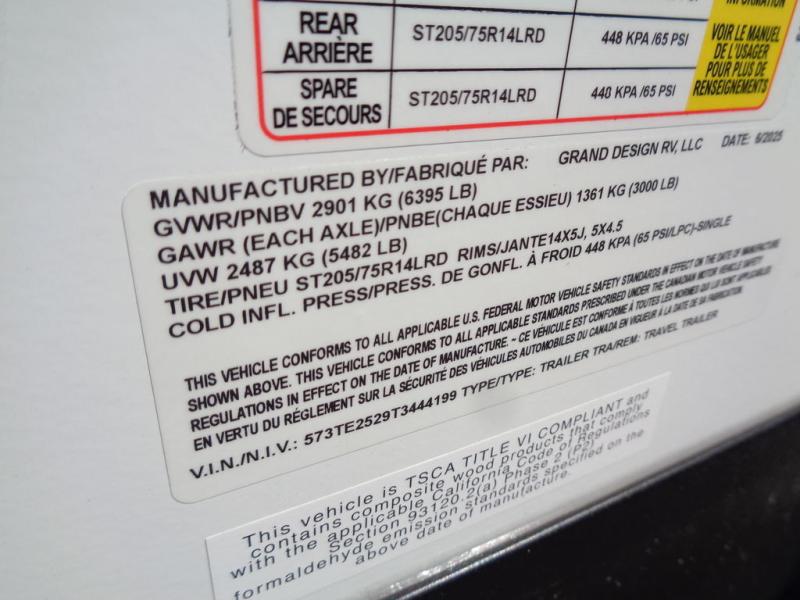 INFORMATION
REAR ARRIÈRE ST205/75R14LRD 448 KPA /65 PSI
SPARE DE SECOURS ST205/75R14LRD 448 KPA /65 PSI
VOIR LE MANUEL
DE L'USAGER
POUR PLUS DE
RENSEIGNEMENTS
MANUFACTURED BY/FABRIQUÉ PAR: GRAND DESIGN RV, LLC DATE: 6/2025
GVWR/PNBV 2901 KG (6395 LB)
GAWR (EACH AXLE)/PNBE(CHAQUE ESSIEU) 1361 KG (3000 LB)
UVW 2487 KG (5482 LB)
TIRE/PNEU ST205/75R14LRD RIMS/JANTE14X5J, 5X4.5
COLD INFL. PRESS/PRESS. DE GONFL. À FROID 448 KPA (65 PSI/LPC)-SINGLE
THIS VEHICLE CONFORMS TO ALL APPLICABLE U.S. FEDERAL MOTOR VEHICLE SAFETY STANDARDS IN EFFECT ON THE DATE OF MANUFACTURE
SHOWN ABOVE. THIS VEHICLE CONFORMS TO ALL APPLICABLE STANDARDS PRESCRIBED UNDER THE CANADIAN MOTOR VEHICLE SAFETY
REGULATIONS IN EFFECT ON THE DATE OF MANUFACTURE. ~ CE VÉHICULE EST CONFORME À TOUTES LES NORMES QUI LUI SONT APPLICABLES
EN VERTU DU RÉGLEMENT SUR LA SÉCURITÉ DES VÉHICULES AUTOMOBILES DU CANADA EN VIGUEUR À LA DATE DE SA FABRICATION.
V.I.N./N.I.V.: 573TE2529T3444199 TYPE/TYPE: TRAILER TRA/REM: TRAVEL TRAILER
This vehicle is TSCA TITLE VI COMPLIANT and
contains composite wood products that comply
with the applicable California Code of Regulations
Section 93120.2(a) Phase 2 (P2)
formaldehyde emission standards specified on the
above date of manufacture.